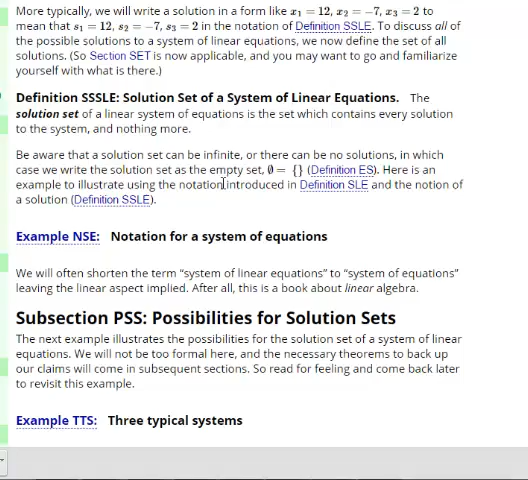 More typically, we will write a solution in a form like x₁ = 12, x₂ = −7, x₃ = 2 to
mean that s₁ = 12, s₂ = −7, s₃ = 2 in the notation of Definition SSLE. To discuss all of
the possible solutions to a system of linear equations, we now define the set of all
solutions. (So Section SET is now applicable, and you may want to go and familiarize
yourself with what is there.)
Definition SSSLE: Solution Set of a System of Linear Equations. The
solution set of a linear system of equations is the set which contains every solution
to the system, and nothing more.
Be aware that a solution set can be infinite, or there can be no solutions, in which
case we write the solution set as the empty set, ∅ = {} (Definition ES). Here is an
example to illustrate using the notation introduced in Definition SLE and the notion of
a solution (Definition SSLE).
Example NSE: Notation for a system of equations
We will often shorten the term “system of linear equations” to “system of equations”
leaving the linear aspect implied. After all, this is a book about linear algebra.
Subsection PSS: Possibilities for Solution Sets
The next example illustrates the possibilities for the solution set of a system of linear
equations. We will not be too formal here, and the necessary theorems to back up
our claims will come in subsequent sections. So read for feeling and come back later
to revisit this example.
Example TTS: Three typical systems